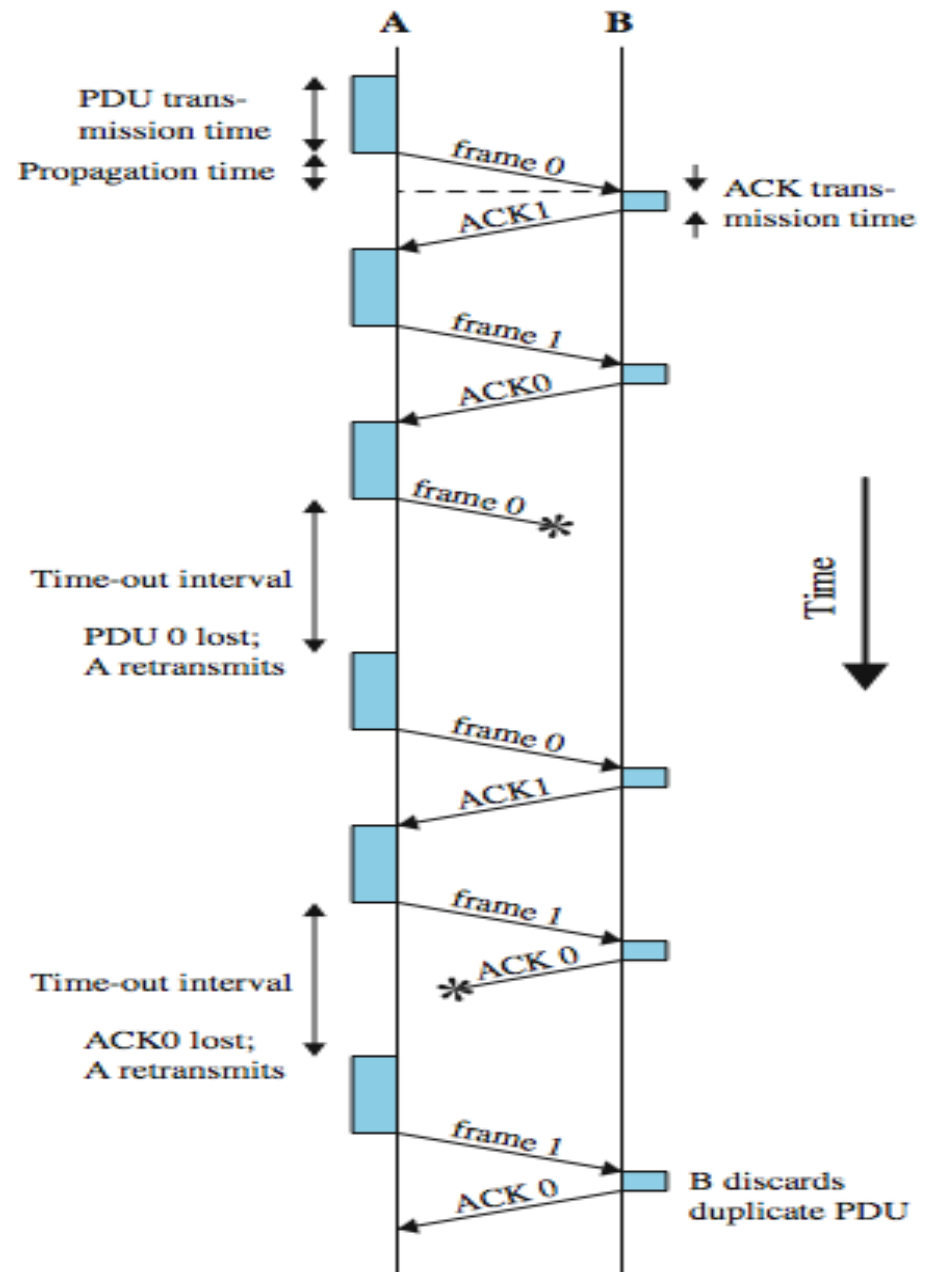 A
B
PDU trans-
mission time
Propagation time
frame 0
ACK trans-
mission time
ACK1
frame 1
ACK0
frame 0
Time-out interval
Time
PDU 0 lost;
A retransmits
frame 0
ACK1
frame 1
ACK 0
Time-out interval
ACK0 lost;
A retransmits
frame 1
B discards
duplicate PDU
ACK 0